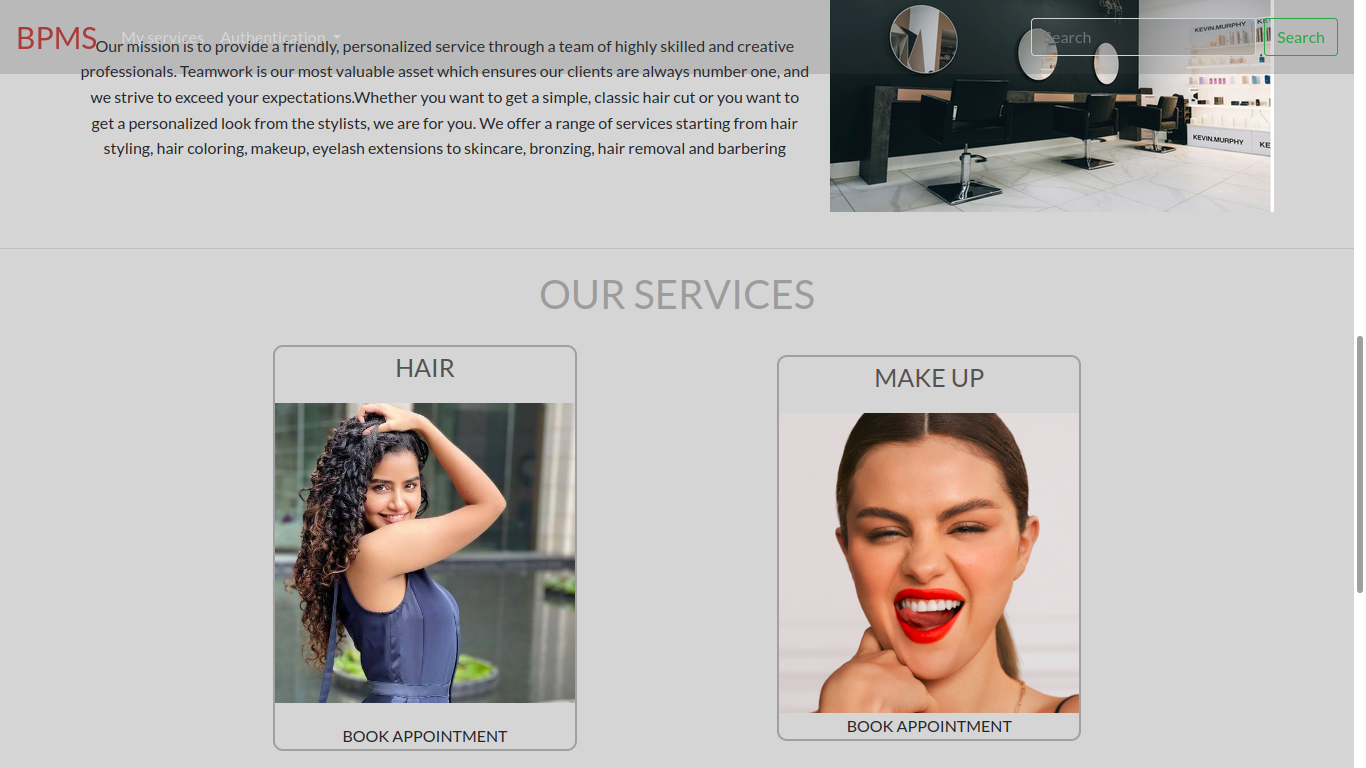 BPMS
My services
Authentication
Search
Search
Our mission is to provide a friendly, personalized service through a team of highly skilled and creative
professionals. Teamwork is our most valuable asset which ensures our clients are always number one, and
we strive to exceed your expectations.Whether you want to get a simple, classic hair cut or you want to
get a personalized look from the stylists, we are for you. We offer a range of services starting from hair
styling, hair coloring, makeup, eyelash extensions to skincare, bronzing, hair removal and barbering
KEVIN.MURPHY
KE
KEVIN.MURPHY
KE
OUR SERVICES
HAIR
BOOK APPOINTMENT
MAKE UP
BOOK APPOINTMENT